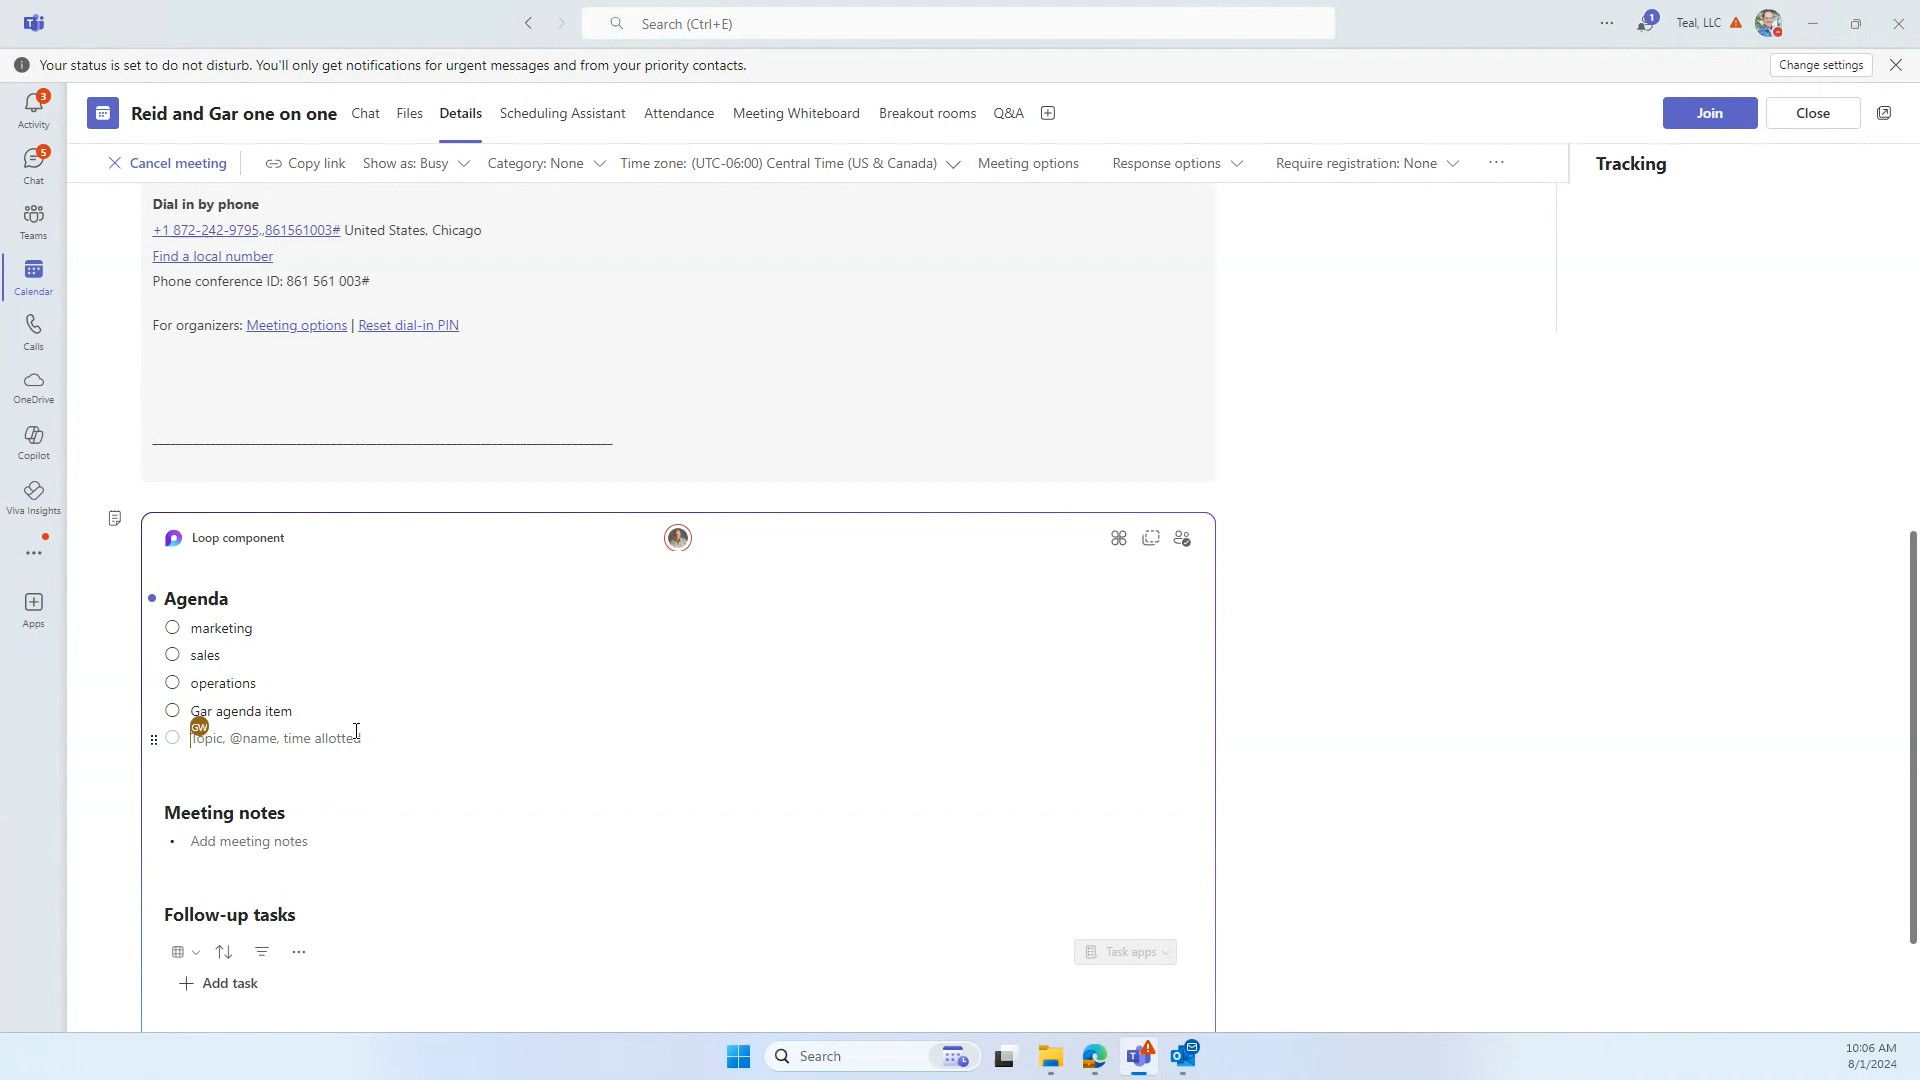 Search (Ctrl+E)
1
Teal, LLC
Your status is set to do not disturb. You'll only get notifications for urgent messages and from your priority contacts.
Change settings
3
Activity
5
Chat
Teams
Calendar
Calls
OneDrive
Copilot
Viva Insights
Apps
Reid and Gar one on one
Chat
Files
Details
Scheduling Assistant
Attendance
Meeting Whiteboard
Breakout rooms
Q&A
Join
Close
Cancel meeting
Copy link
Show as: Busy
Category: None
Time zone: (UTC-06:00) Central Time (US & Canada)
Meeting options
Response options
Require registration: None
Tracking
Dial in by phone
+1 872-242-9795,,861561003# United States, Chicago
Find a local number
Phone conference ID: 861 561 003#
For organizers: Meeting options | Reset dial-in PIN
Loop component
Agenda
marketing
sales
operations
Gar agenda item
GW
Topic, @name, time allotted
Meeting notes
• Add meeting notes
Follow-up tasks
Task apps
Add task
Search
10:06 AM
8/1/2024